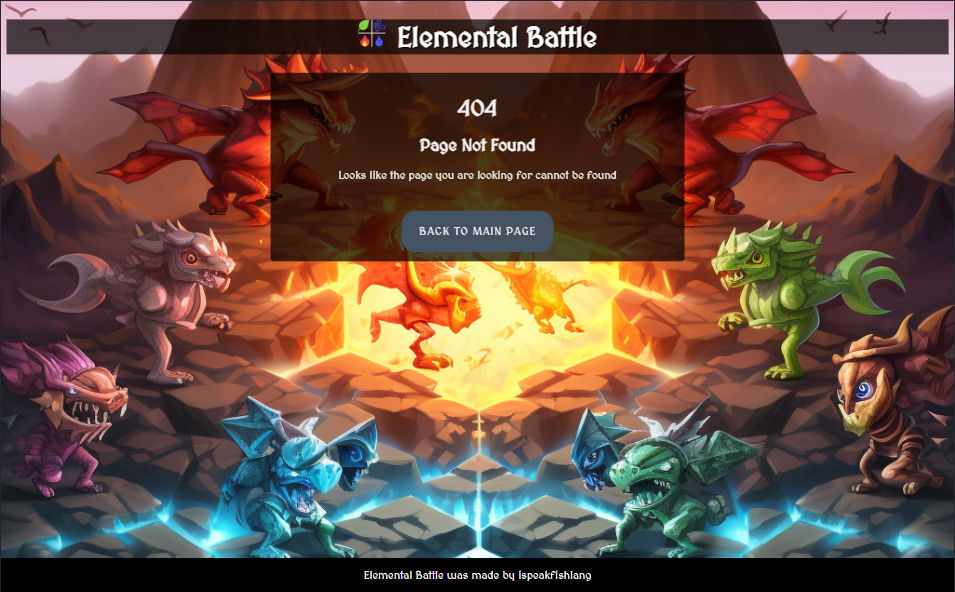 Elemental Battle
404
Page Not Found
Looks like the page you are looking for cannot be found
BACK TO MAIN PAGE
Elemental Battle was made by ispeakfishlang